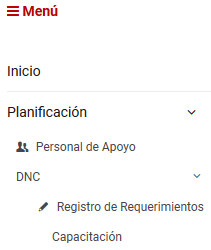 Menú
Inicio
Planificación
Personal de Apoyo
DNC
Registro de Requerimientos
Capacitación